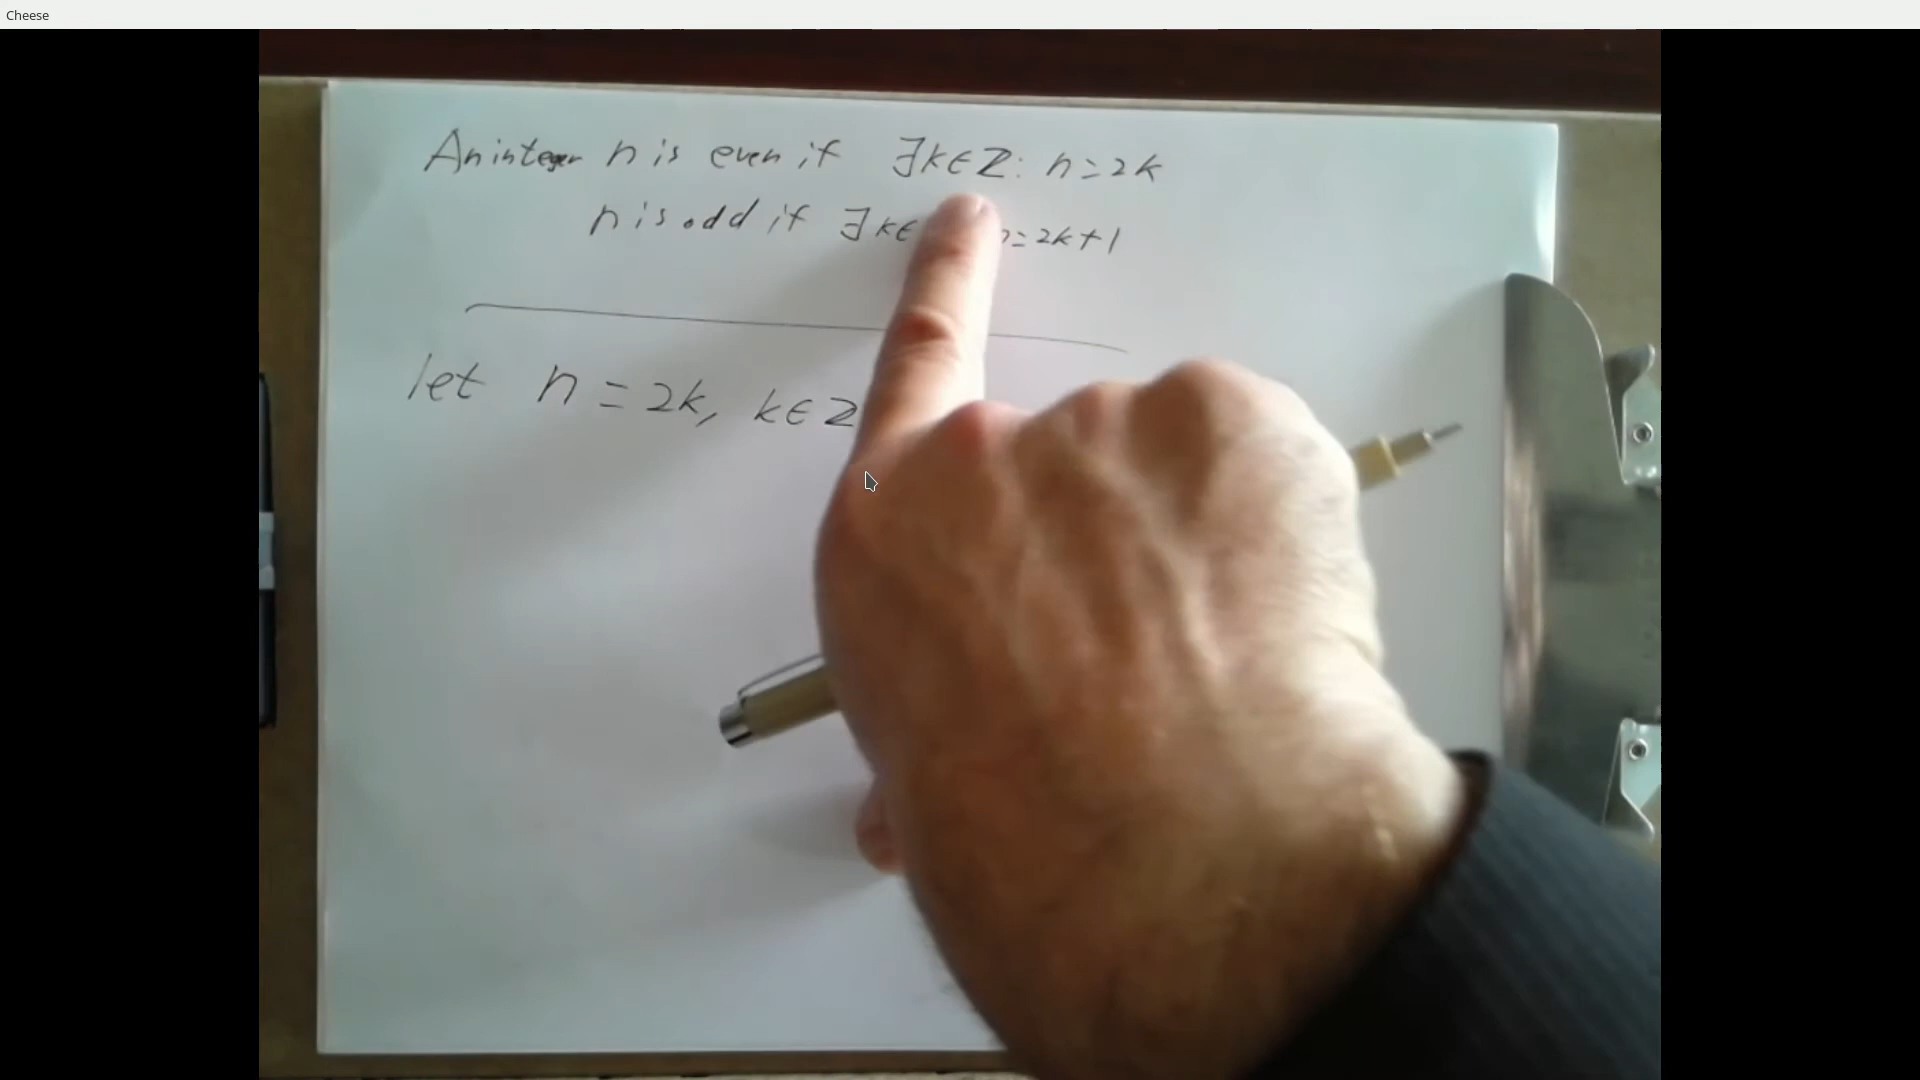 Cheese
An integer n is even if ∃k∈ℤ: n=2k
n is odd if ∃k∈ =2k+1
let n = 2k, k∈ℤ